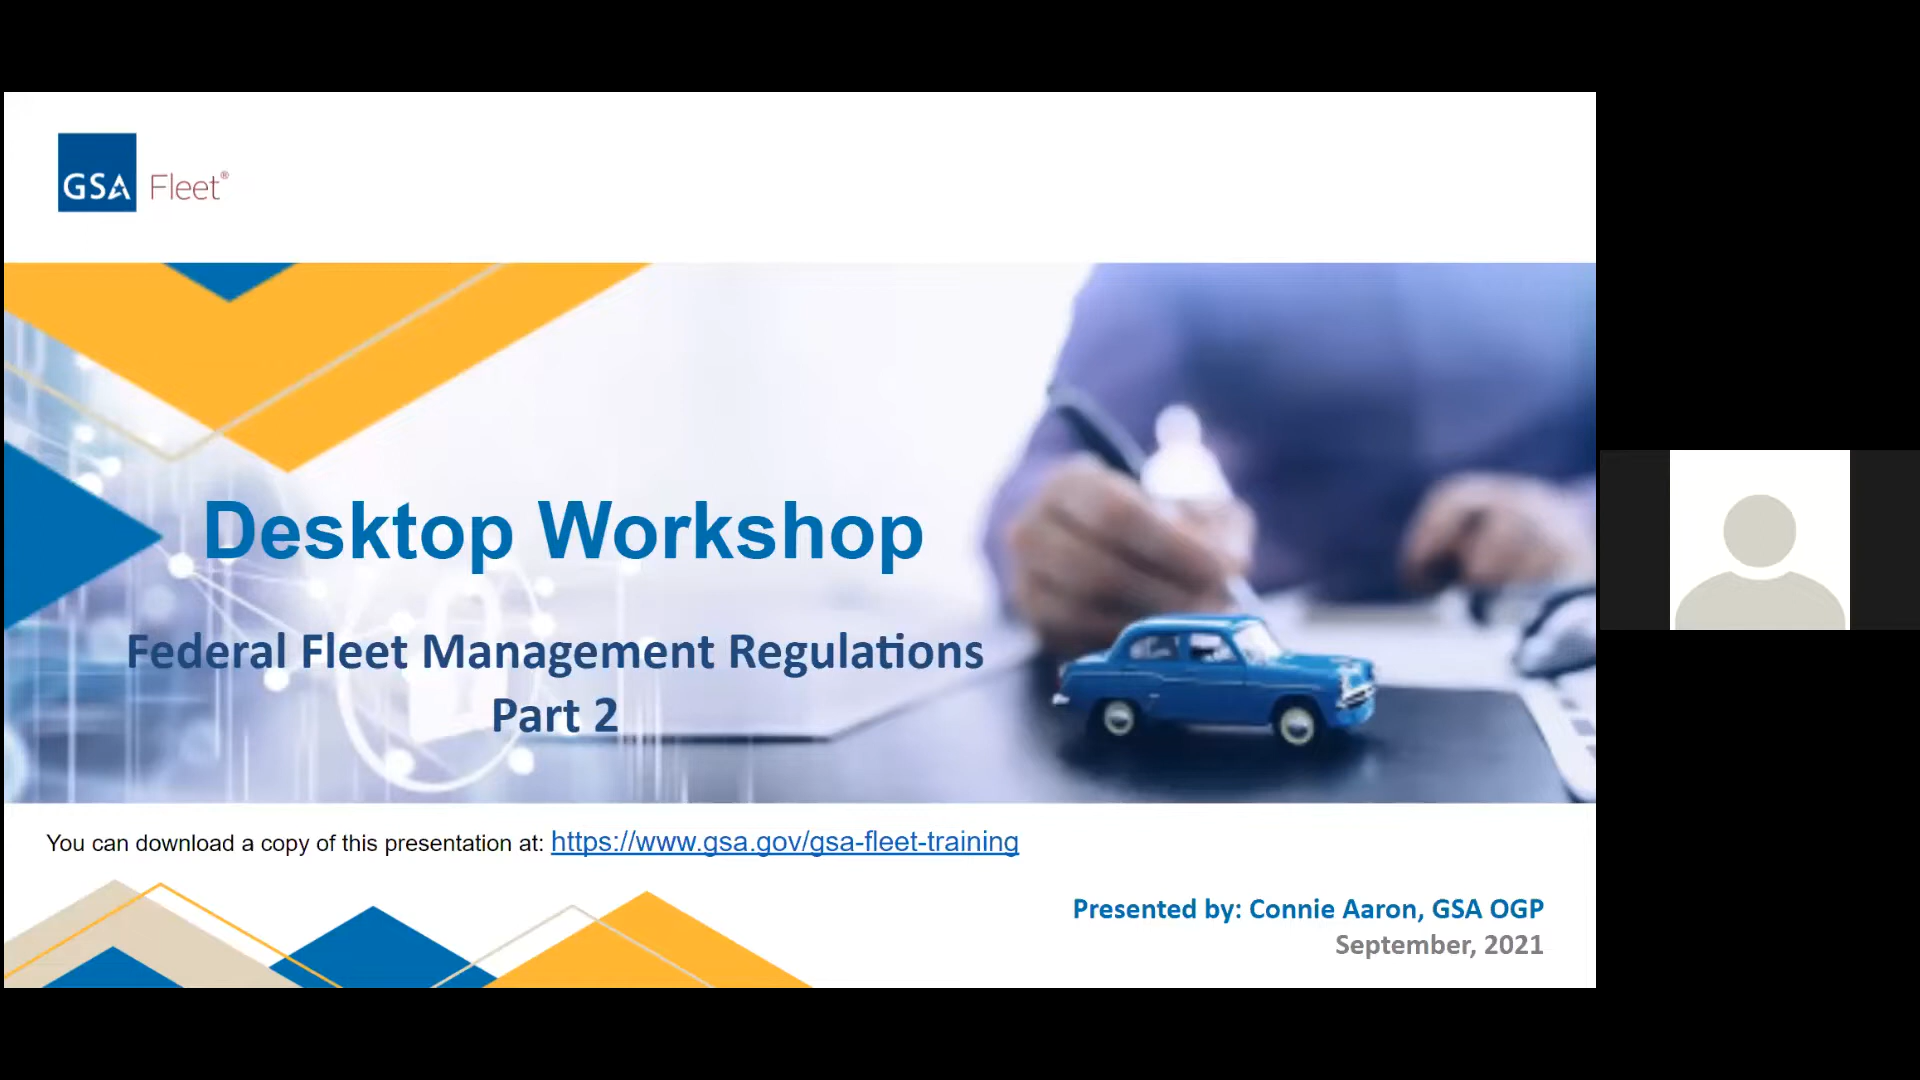 GSA Fleet®
Desktop Workshop
Federal Fleet Management Regulations
Part 2
You can download a copy of this presentation at: https://www.gsa.gov/gsa-fleet-training
Presented by: Connie Aaron, GSA OGP
September, 2021